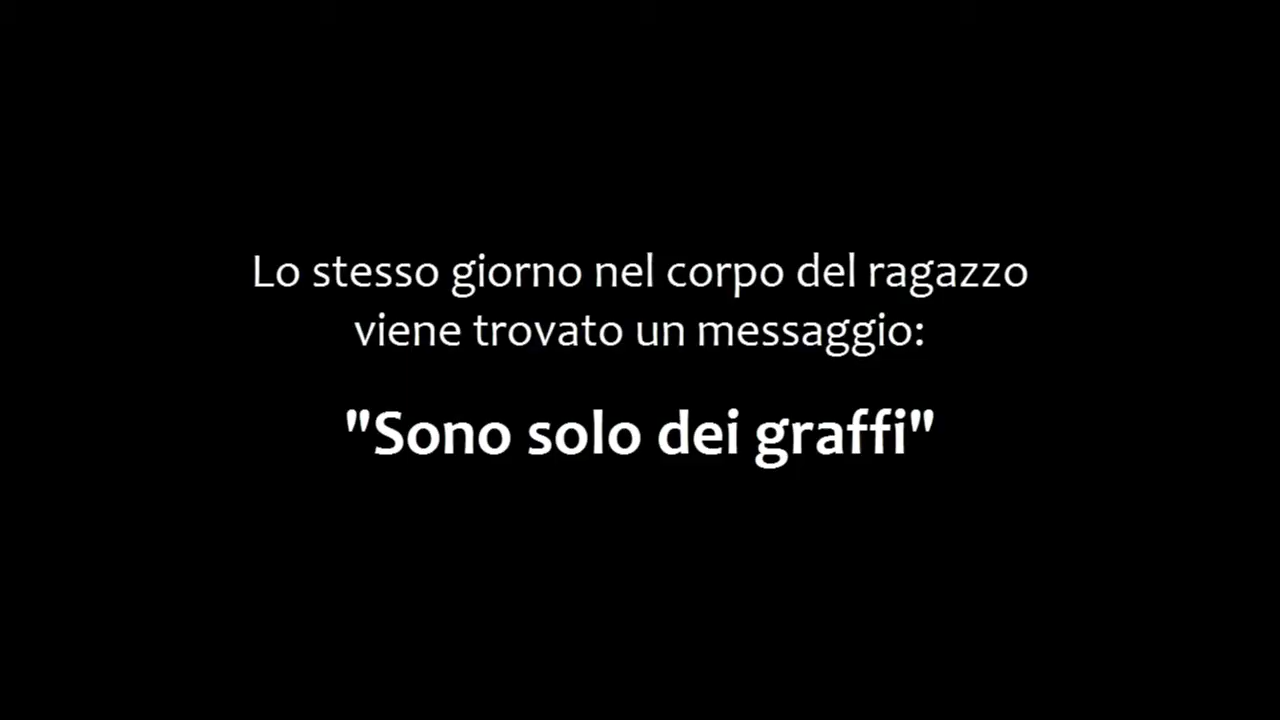 Lo stesso giorno nel corpo del ragazzo
viene trovato un messaggio:
"Sono solo dei graffi"